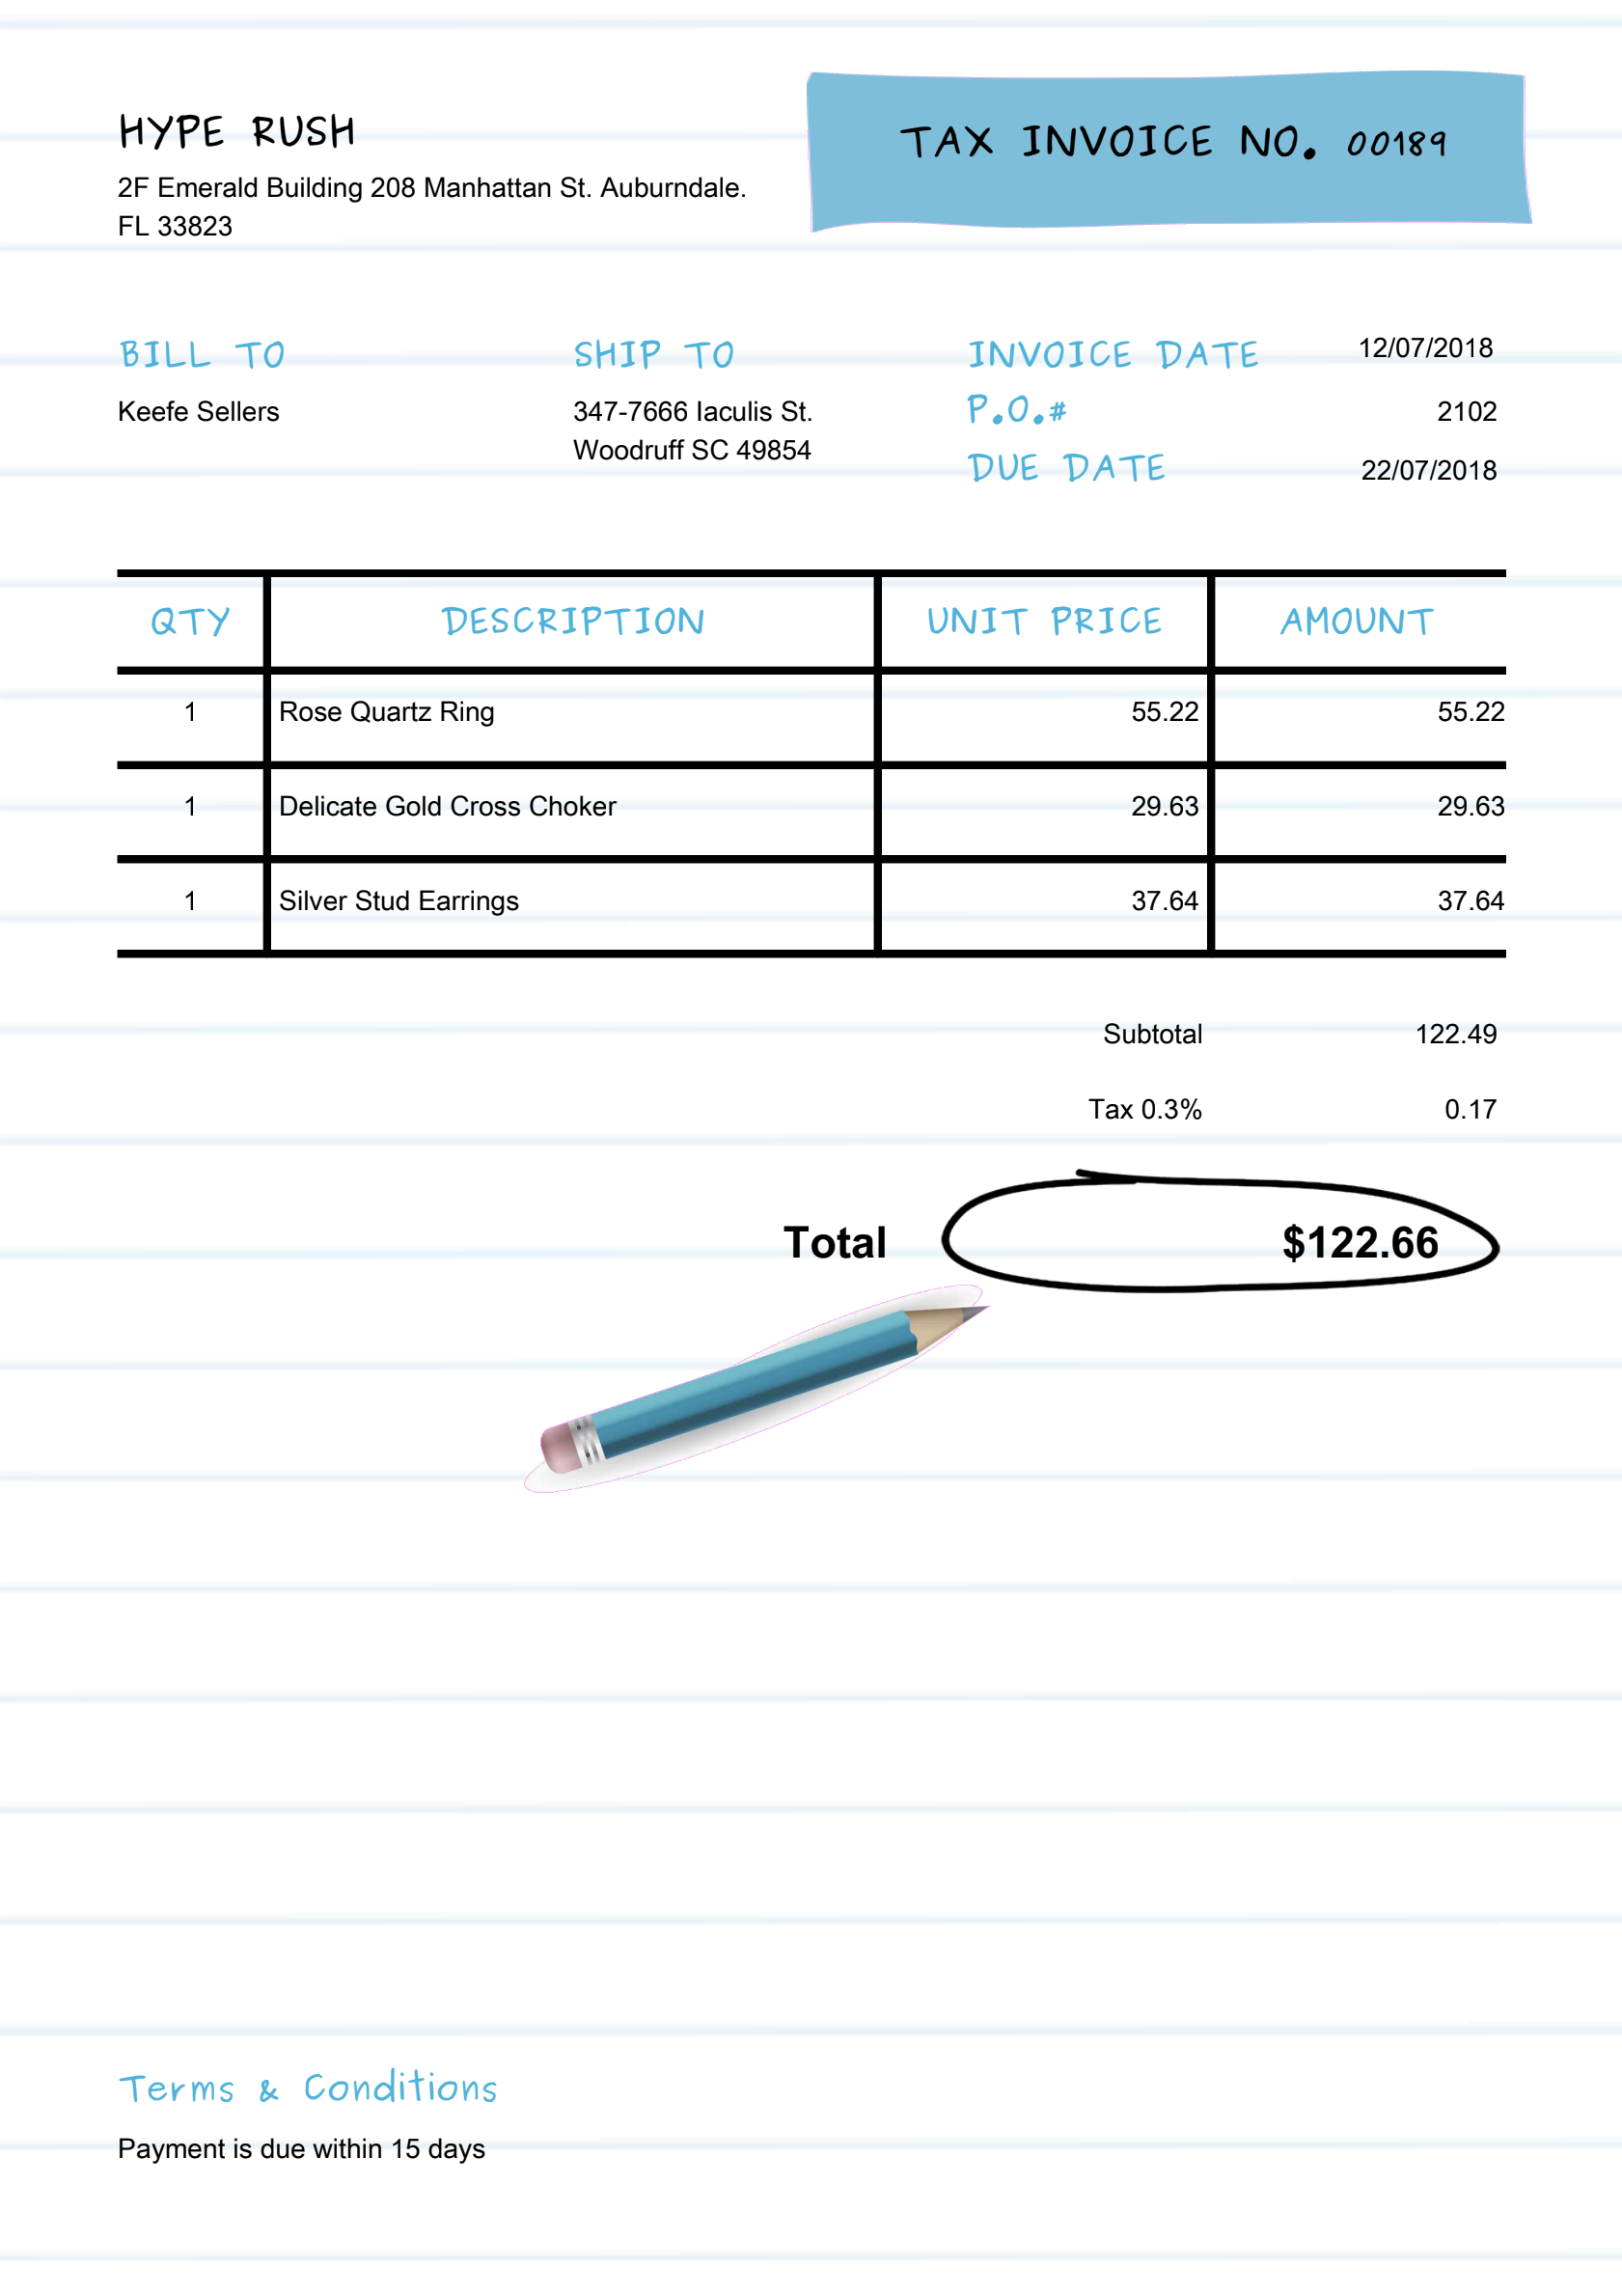 HYPE RUSH
2F Emerald Building 208 Manhattan St. Auburndale.
FL 33823
TAX INVOICE NO. 00189
BILL TO
Keefe Sellers
SHIP TO
347-7666 Iaculis St.
Woodruff SC 49854
INVOICE DATE 12/07/2018
P.O.# 2102
DUE DATE 22/07/2018
QTY DESCRIPTION UNIT PRICE AMOUNT
1 Rose Quartz Ring 55.22 55.22
1 Delicate Gold Cross Choker 29.63 29.63
1 Silver Stud Earrings 37.64 37.64
Subtotal 122.49
Tax 0.3% 0.17
Total $122.66
Terms & Conditions
Payment is due within 15 days